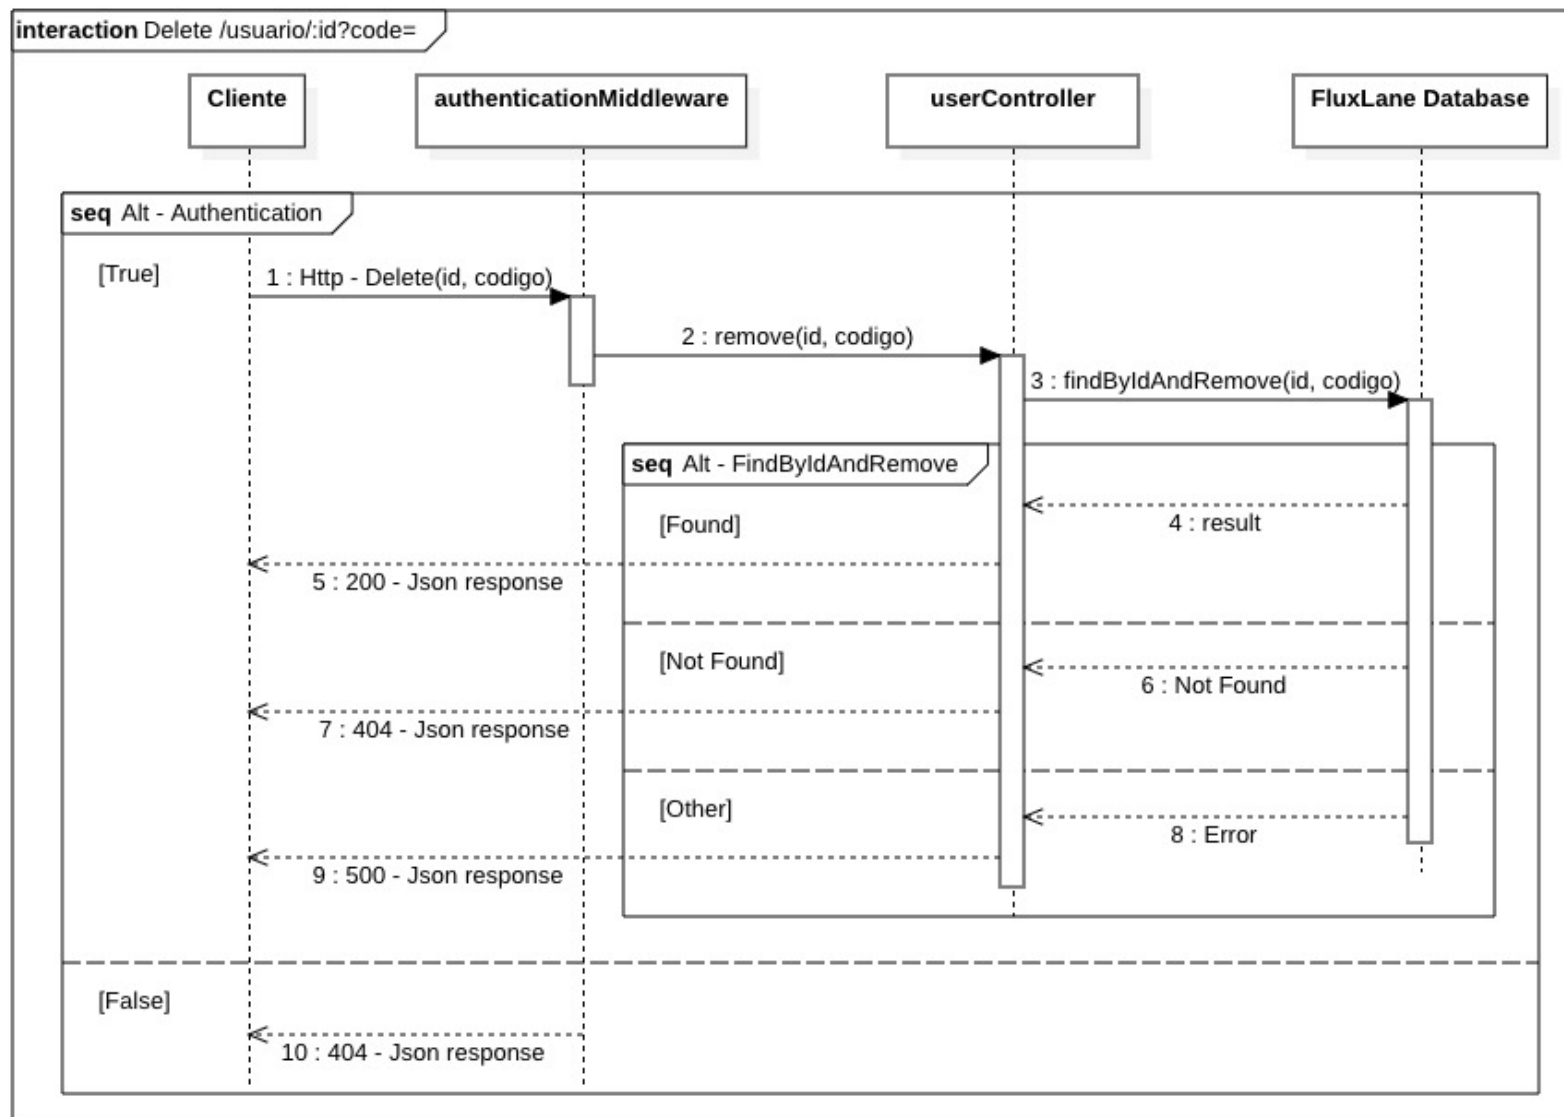 interaction Delete /usuario/:id?code=
Cliente
authenticationMiddleware
userController
FluxLane Database
seq Alt - Authentication
[True]
1 : Http - Delete(id, codigo)
2 : remove(id, codigo)
3 : findByIdAndRemove(id, codigo)
seq Alt - FindByIdAndRemove
[Found]
4 : result
5 : 200 - Json response
[Not Found]
6 : Not Found
7 : 404 - Json response
[Other]
8 : Error
9 : 500 - Json response
[False]
10 : 404 - Json response